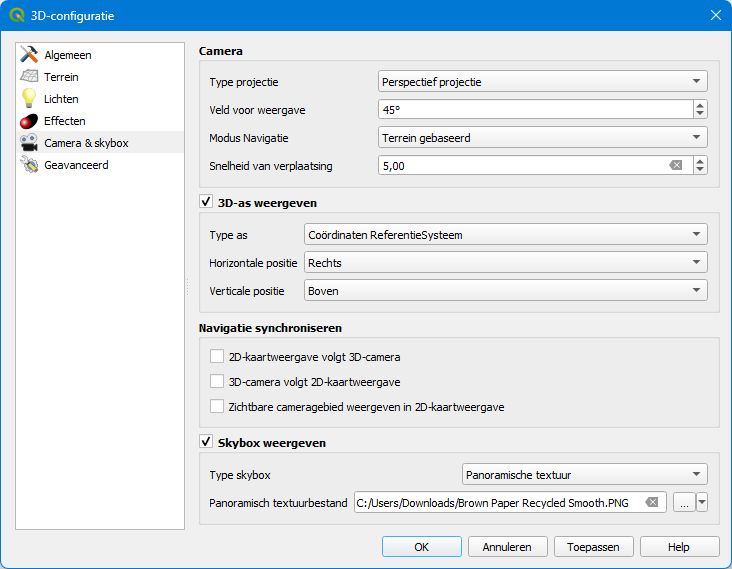 3D-configuratie
Algemeen
Terrein
Lichten
Effecten
Camera & skybox
Geavanceerd
Camera
Type projectie Perspectief projectie
Veld voor weergave 45°
Modus Navigatie Terrein gebaseerd
Snelheid van verplaatsing 5,00
3D-as weergeven
Type as Coördinaten ReferentieSysteem
Horizontale positie Rechts
Verticale positie Boven
Navigatie synchroniseren
2D-kaartweergave volgt 3D-camera
3D-camera volgt 2D-kaartweergave
Zichtbare cameragebied weergeven in 2D-kaartweergave
Skybox weergeven
Type skybox Panoramische textuur
Panoramisch textuurbestand C:/Users/Downloads/Brown Paper Recycled Smooth.PNG ...
OK Annuleren Toepassen Help